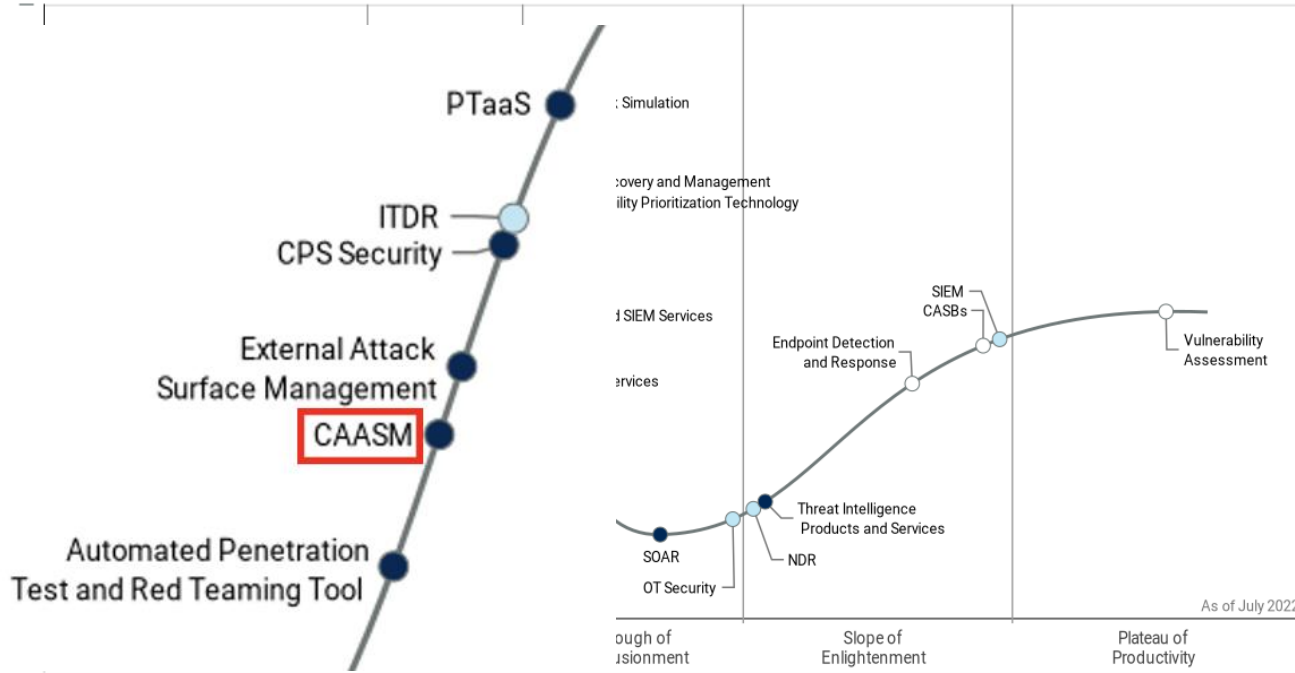 PTaaS
ITDR
CPS Security
External Attack
Surface Management
CAASM
Automated Penetration
Test and Red Teaming Tool
Simulation
covery and Management
ility Prioritization Technology
SIEM Services
ervices
SIEM
CASBs
Endpoint Detection
and Response
Vulnerability
Assessment
Threat Intelligence
Products and Services
NDR
SOAR
OT Security
As of July 2022
ough of
usionment
Slope of
Enlightenment
Plateau of
Productivity